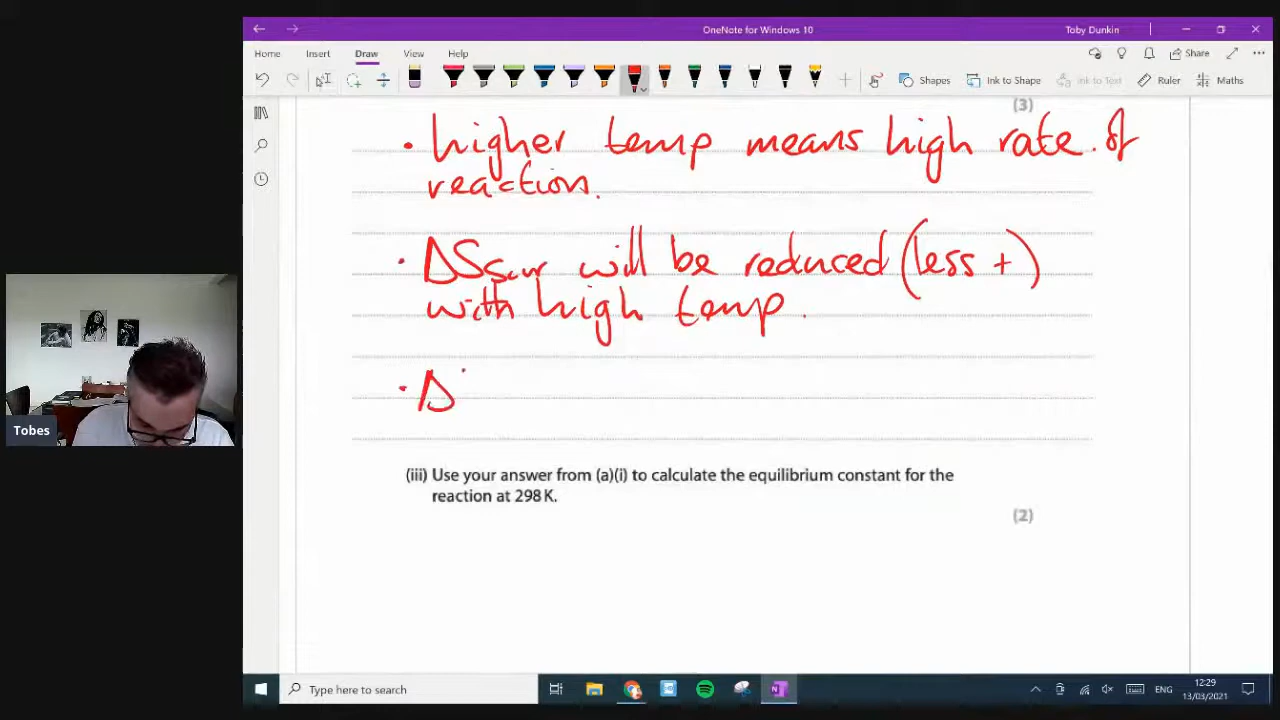 OneNote for Windows 10
Toby Dunkin
Home Insert Draw View Help
Share
Shapes Ink to Shape Ink to Text Ruler Maths
(3)
• higher temp means high rate of
reaction.
• ΔSsur will be reduced (less +)
with high temp.
• Δ
(iii) Use your answer from (a)(i) to calculate the equilibrium constant for the
reaction at 298 K.
(2)
Tobes
Type here to search
ENG
12:29
13/03/2021